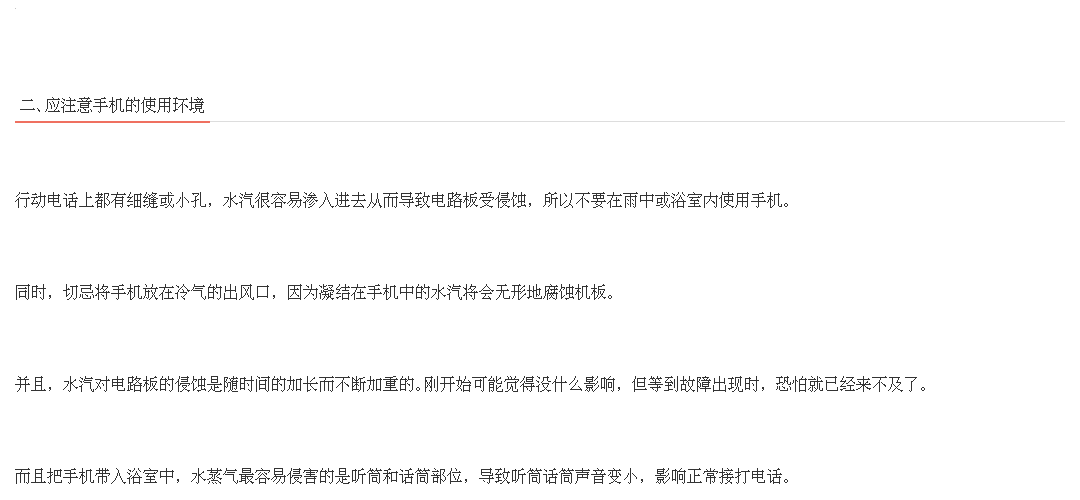 二、应注意手机的使用环境
行动电话上都有细缝或小孔，水汽很容易渗入进去从而导致电路板受侵蚀，所以不要在雨中或浴室内使用手机。
同时，切忌将手机放在冷气的出风口，因为凝结在手机中的水汽将会无形地腐蚀机板。
并且，水汽对电路板的侵蚀是随时间的加长而不断加重的。刚开始可能觉得没什么影响，但等到故障出现时，恐怕就已经来不及了。
而且把手机带入浴室中，水蒸气最容易侵害的是听筒和话筒部位，导致听筒话筒声音变小，影响正常接打电话。